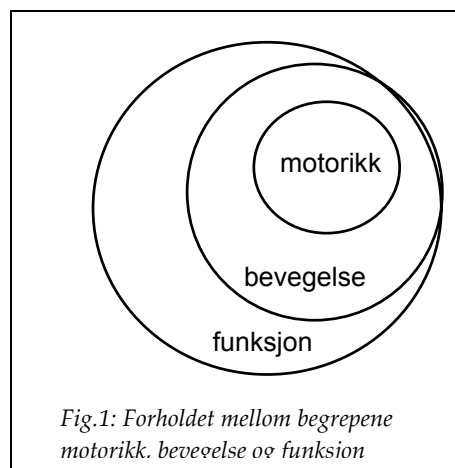 motorikk
bevegelse
funksjon
Fig.1: Forholdet mellom begrepene
motorikk, bevegelse og funksjon